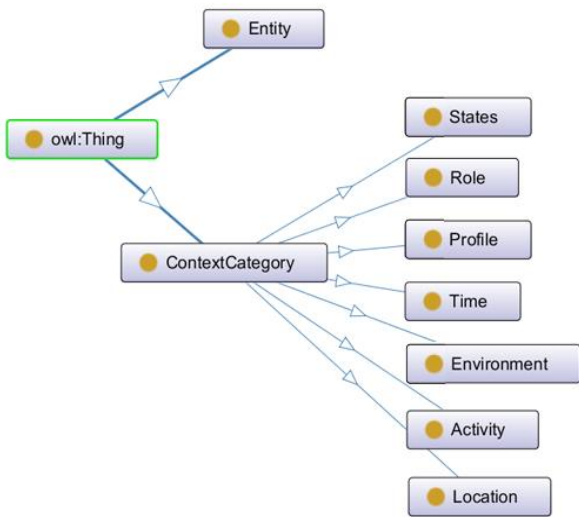 Entity
owl:Thing
ContextCategory
States
Role
Profile
Time
Environment
Activity
Location